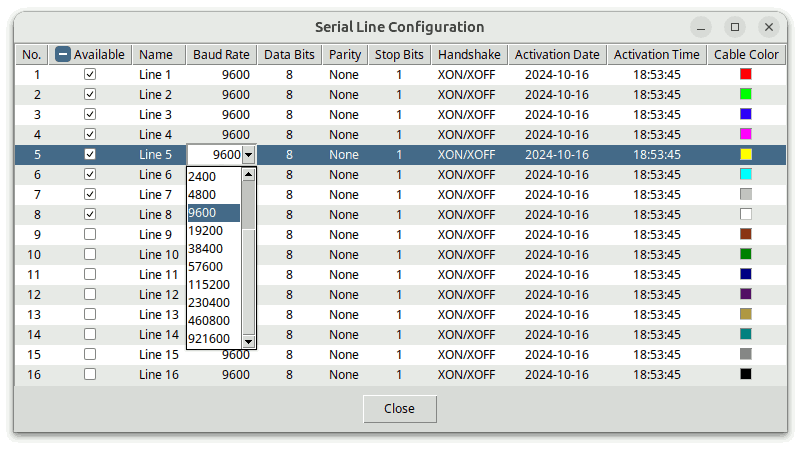 Serial Line Configuration
No. Available Name Baud Rate Data Bits Parity Stop Bits Handshake Activation Date Activation Time Cable Color
1 Line 1 9600 8 None 1 XON/XOFF 2024-10-16 18:53:45
2 Line 2 9600 8 None 1 XON/XOFF 2024-10-16 18:53:45
3 Line 3 9600 8 None 1 XON/XOFF 2024-10-16 18:53:45
4 Line 4 9600 8 None 1 XON/XOFF 2024-10-16 18:53:45
5 Line 5 9600 8 None 1 XON/XOFF 2024-10-16 18:53:45
6 Line 6 2400 8 None 1 XON/XOFF 2024-10-16 18:53:45
7 Line 7 4800 8 None 1 XON/XOFF 2024-10-16 18:53:45
8 Line 8 9600 8 None 1 XON/XOFF 2024-10-16 18:53:45
9 Line 9 19200 8 None 1 XON/XOFF 2024-10-16 18:53:45
10 Line 10 38400 8 None 1 XON/XOFF 2024-10-16 18:53:45
11 Line 11 57600 8 None 1 XON/XOFF 2024-10-16 18:53:45
12 Line 12 115200 8 None 1 XON/XOFF 2024-10-16 18:53:45
13 Line 13 230400 8 None 1 XON/XOFF 2024-10-16 18:53:45
14 Line 14 460800 8 None 1 XON/XOFF 2024-10-16 18:53:45
921600
15 Line 15 9600 8 None 1 XON/XOFF 2024-10-16 18:53:45
16 Line 16 9600 8 None 1 XON/XOFF 2024-10-16 18:53:45
Close